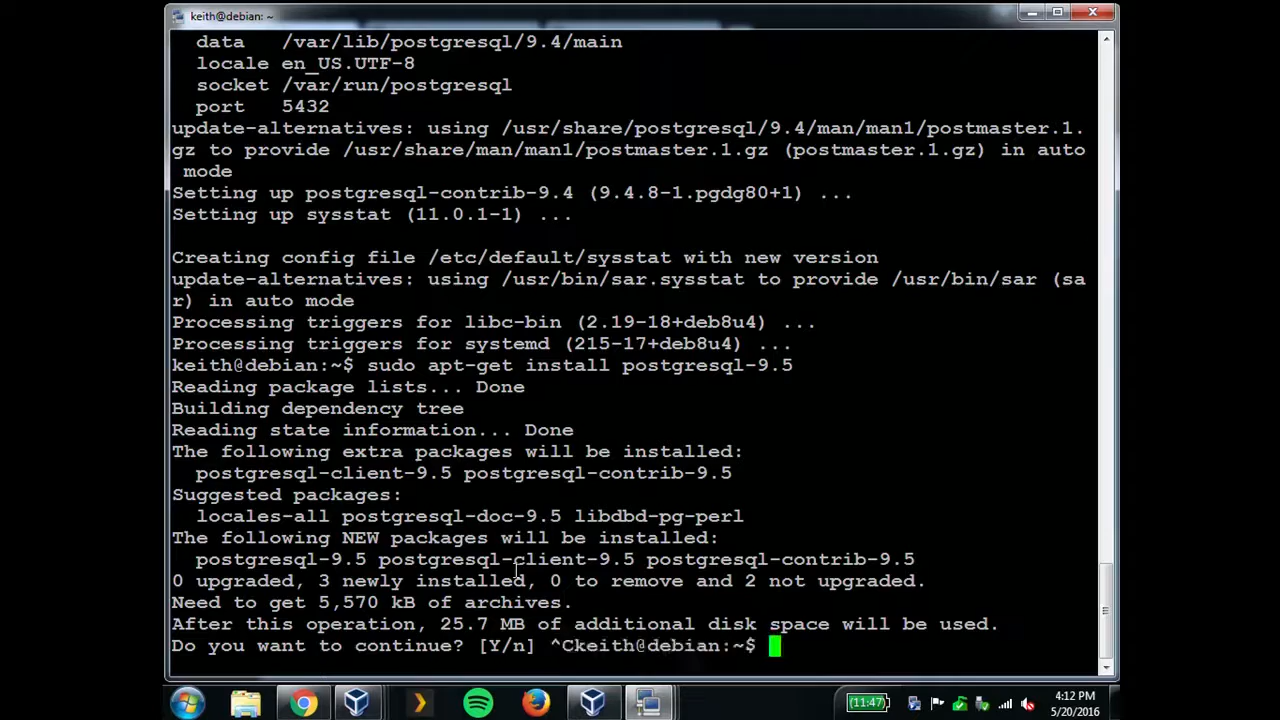 keith@debian: ~
data /var/lib/postgresql/9.4/main
locale en_US.UTF-8
socket /var/run/postgresql
port 5432
update-alternatives: using /usr/share/postgresql/9.4/man/man1/postmaster.1.
gz to provide /usr/share/man/man1/postmaster.1.gz (postmaster.1.gz) in auto
mode
Setting up postgresql-contrib-9.4 (9.4.8-1.pgdg80+1) ...
Setting up sysstat (11.0.1-1) ...
Creating config file /etc/default/sysstat with new version
update-alternatives: using /usr/bin/sar.sysstat to provide /usr/bin/sar (sa
r) in auto mode
Processing triggers for libc-bin (2.19-18+deb8u4) ...
Processing triggers for systemd (215-17+deb8u4) ...
keith@debian:~$ sudo apt-get install postgresql-9.5
Reading package lists... Done
Building dependency tree
Reading state information... Done
The following extra packages will be installed:
postgresql-client-9.5 postgresql-contrib-9.5
Suggested packages:
locales-all postgresql-doc-9.5 libdbd-pg-perl
The following NEW packages will be installed:
postgresql-9.5 postgresql-client-9.5 postgresql-contrib-9.5
0 upgraded, 3 newly installed, 0 to remove and 2 not upgraded.
Need to get 5,570 kB of archives.
After this operation, 25.7 MB of additional disk space will be used.
Do you want to continue? [Y/n] ^Ckeith@debian:~$
(11:47)
4:12 PM
5/20/2016